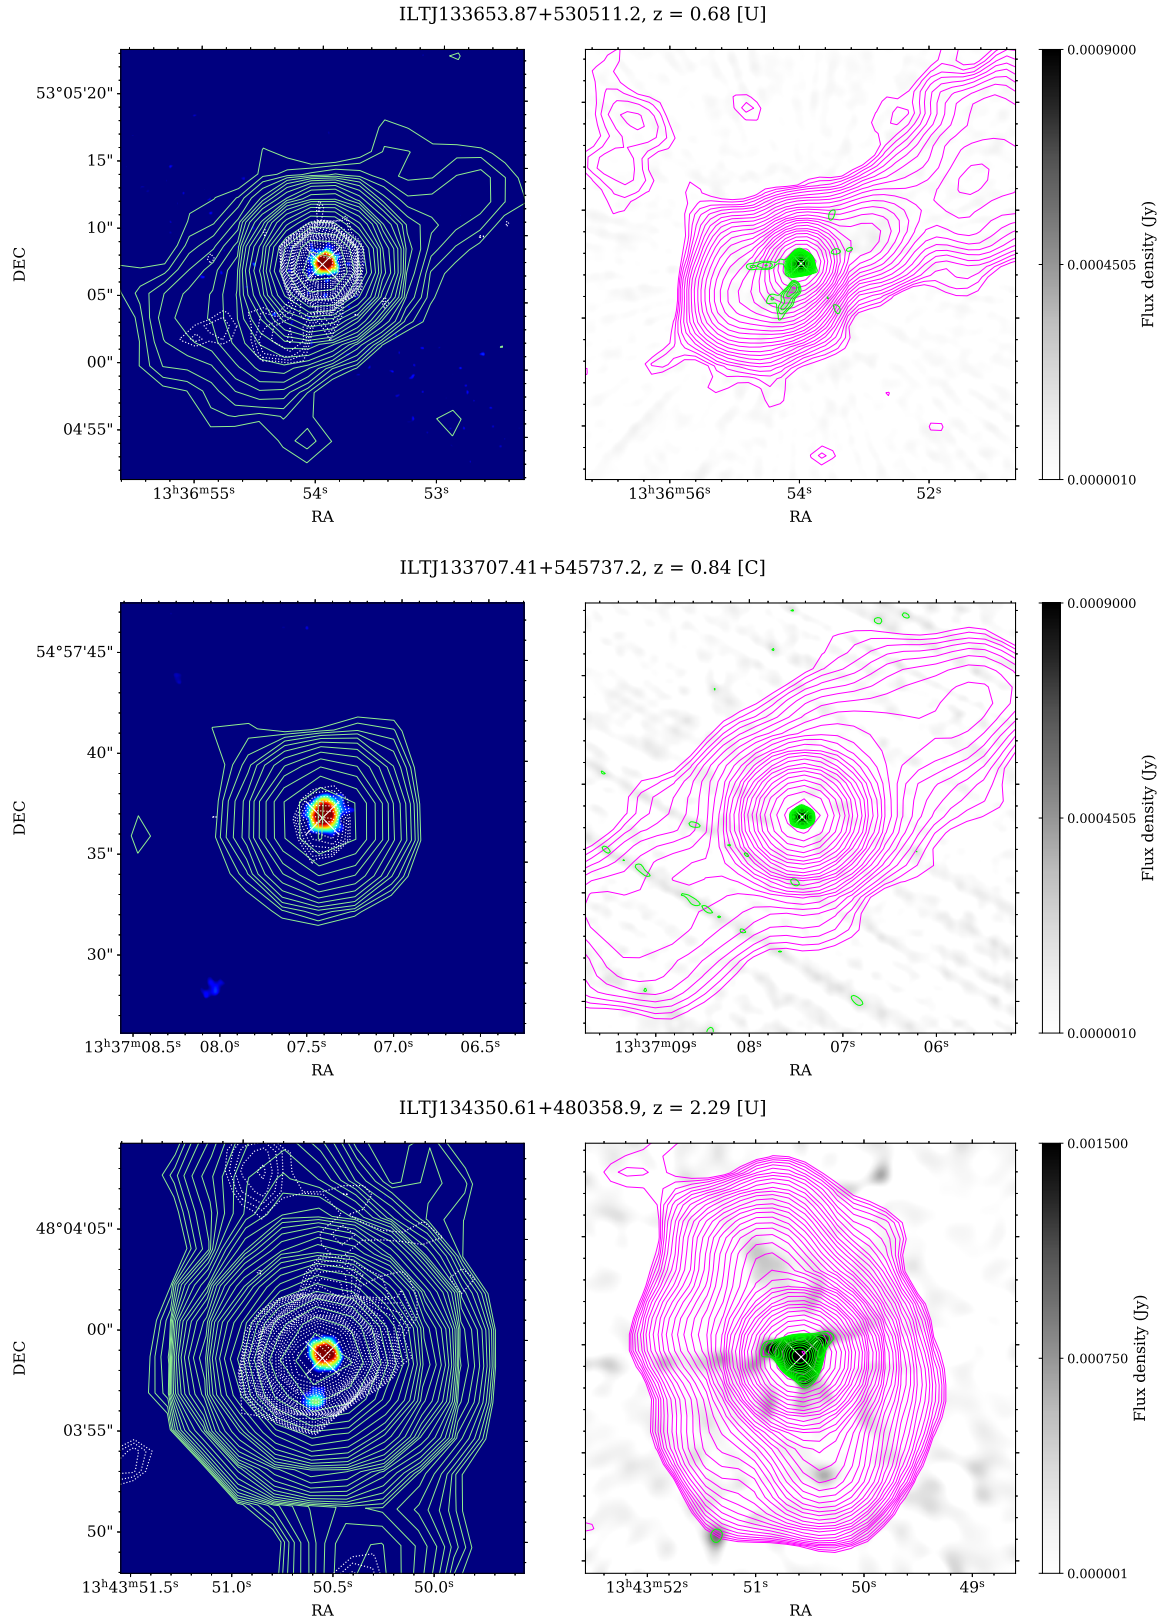 ILTJ133653.87+530511.2, z = 0.68 [U]
53°05'20"
15"
10"
05"
00"
04'55"
DEC
13ʰ36ᵐ55ˢ
54ˢ
53ˢ
RA
13ʰ36ᵐ56ˢ
54ˢ
52ˢ
RA
0.0009000
0.0004505
0.0000010
Flux density (Jy)
ILTJ133707.41+545737.2, z = 0.84 [C]
54°57'45"
40"
35"
30"
DEC
13ʰ37ᵐ08.5ˢ
08.0ˢ
07.5ˢ
07.0ˢ
06.5ˢ
RA
13ʰ37ᵐ09ˢ
08ˢ
07ˢ
06ˢ
RA
0.0009000
0.0004505
0.0000010
Flux density (Jy)
ILTJ134350.61+480358.9, z = 2.29 [U]
48°04'05"
00"
03'55"
50"
DEC
13ʰ43ᵐ51.5ˢ
51.0ˢ
50.5ˢ
50.0ˢ
RA
13ʰ43ᵐ52ˢ
51ˢ
50ˢ
49ˢ
RA
0.001500
0.000750
0.000001
Flux density (Jy)